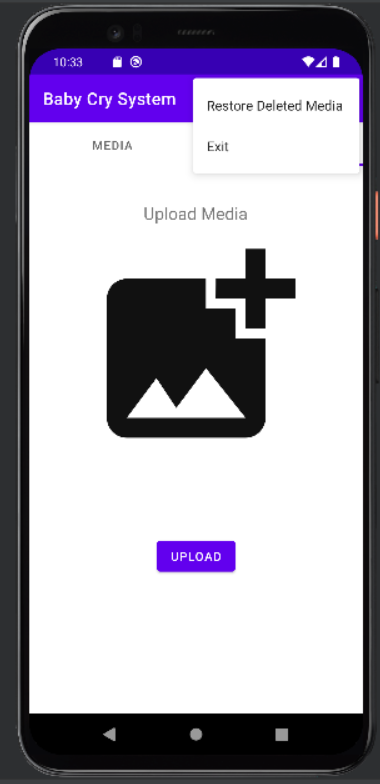 10:33
Baby Cry System
Restore Deleted Media
Exit
MEDIA
Upload Media
UPLOAD